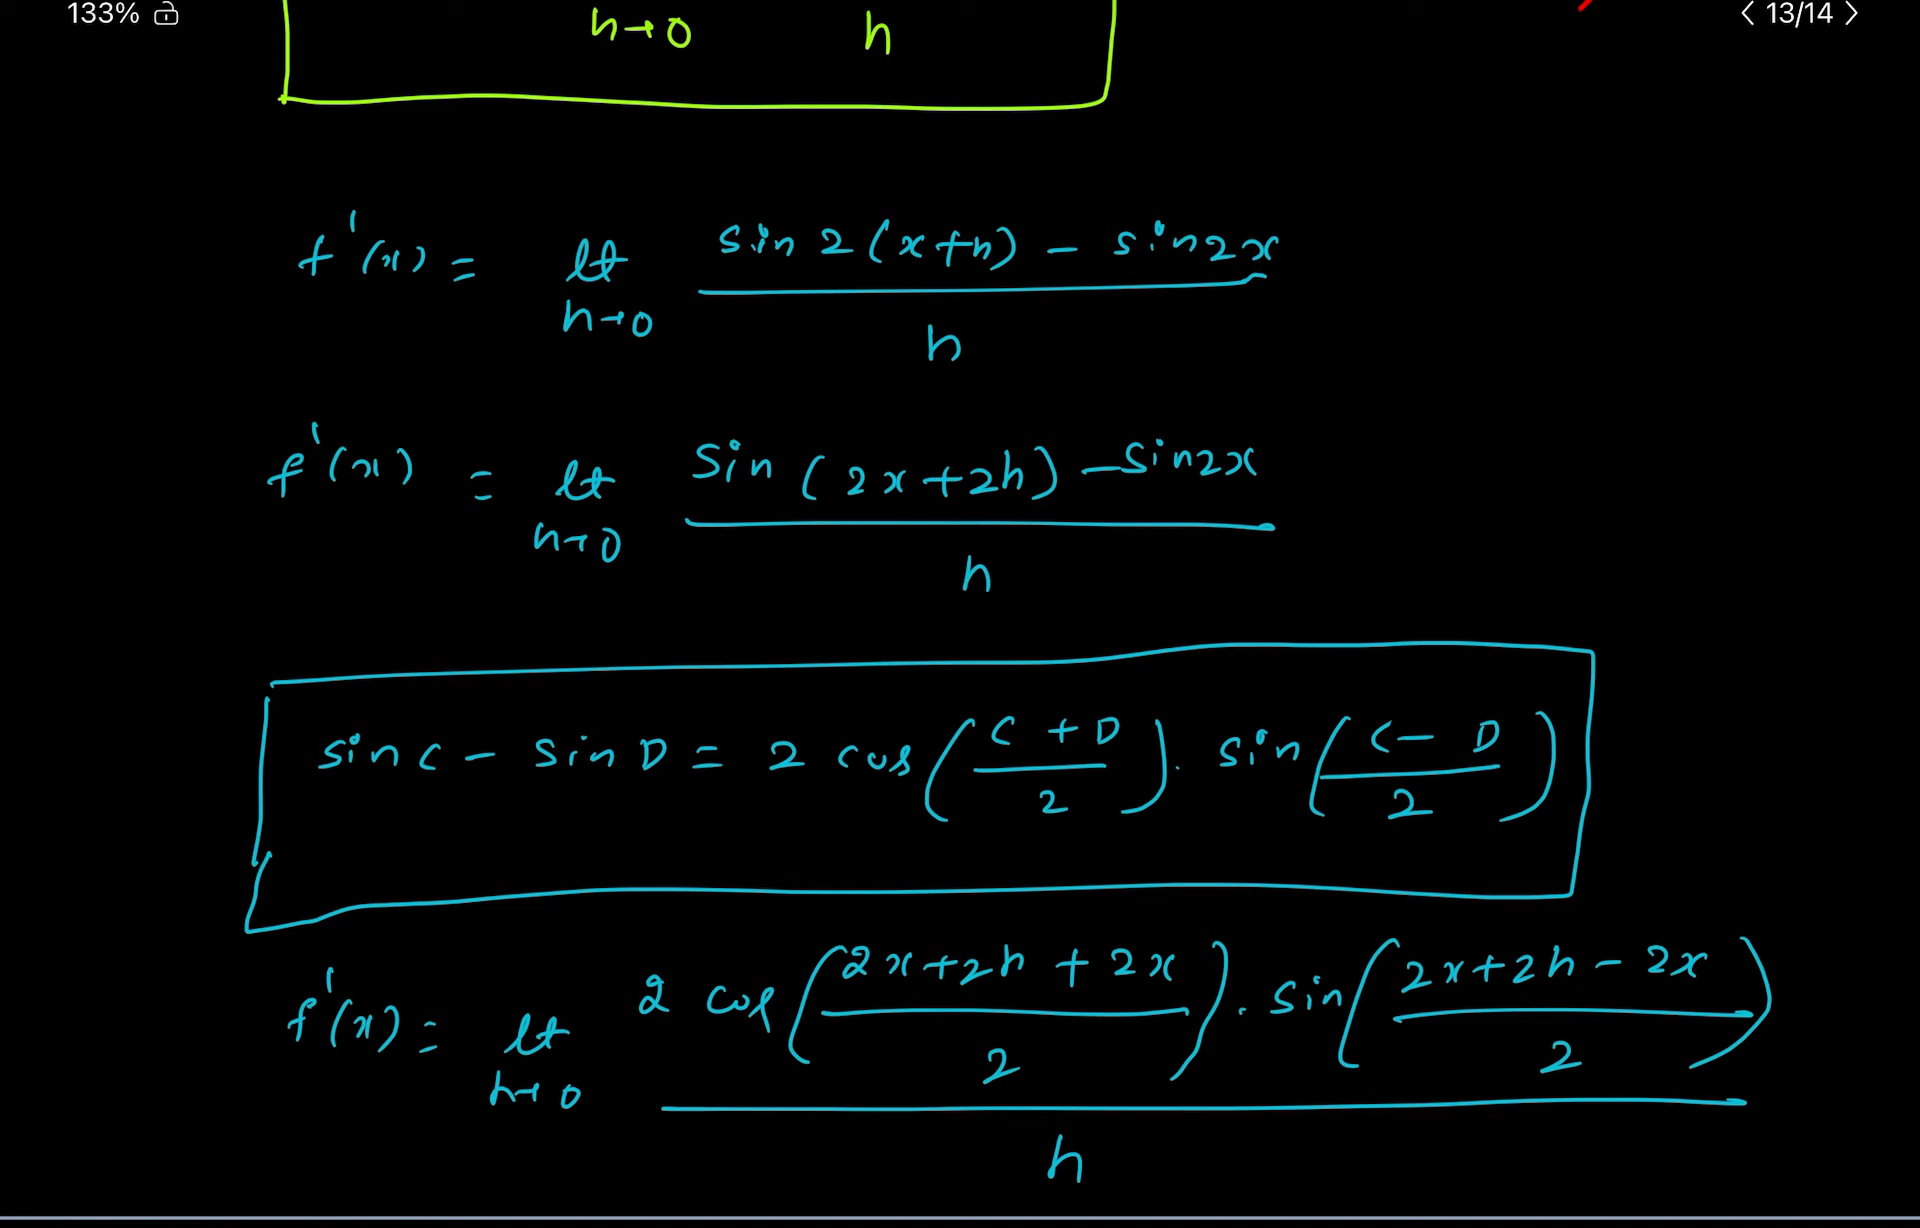 133%
< 13/14 >
h→0 h
f'(x) = lt sin 2(x+h) - sin2x
h→0 h
f'(x) = lt Sin (2x+2h) - Sin2x
h→0 h
sin C - sin D = 2 cos (C + D / 2) . sin (C - D / 2)
f'(x) = lt 2 cos (2x+2h + 2x / 2) . sin (2x+2h - 2x / 2)
h→0 h